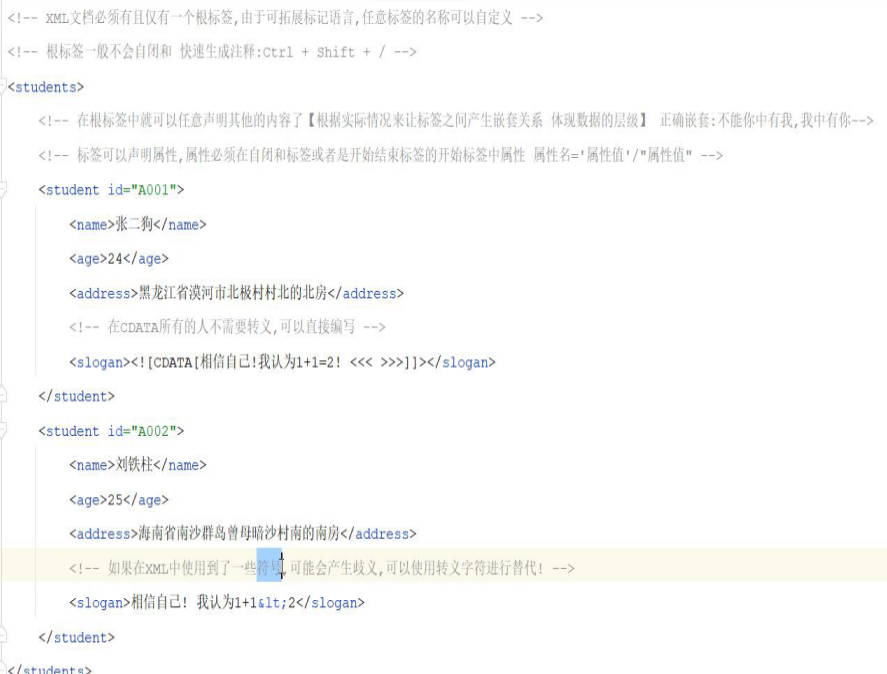 <!-- XML文档必须有且仅有一个根标签,由于可拓展标记语言,任意标签的名称可以自定义 -->
<!-- 根标签一般不会自闭和 快速生成注释:Ctrl + Shift + / -->
<students>
<!-- 在根标签中就可以任意声明其他的内容了【根据实际情况来让标签之间产生嵌套关系 体现数据的层级】 正确嵌套:不能你中有我,我中有你-->
<!-- 标签可以声明属性,属性必须在自闭和标签或者是开始结束标签的开始标签中属性 属性名='属性值'/"属性值" -->
<student id="A001">
<name>张二狗</name>
<age>24</age>
<address>黑龙江省漠河市北极村村北的北房</address>
<!-- 在CDATA所有的人不需要转义,可以直接编写 -->
<slogan><![CDATA[相信自己!我认为1+1=2! <<< >>>]]></slogan>
</student>
<student id="A002">
<name>刘铁柱</name>
<age>25</age>
<address>海南省南沙群岛曾母暗沙村南的南房</address>
<!-- 如果在XML中使用到了一些符号,可能会产生歧义,可以使用转义字符进行替代! -->
<slogan>相信自己! 我认为1+1&lt;2</slogan>
</student>
</students>